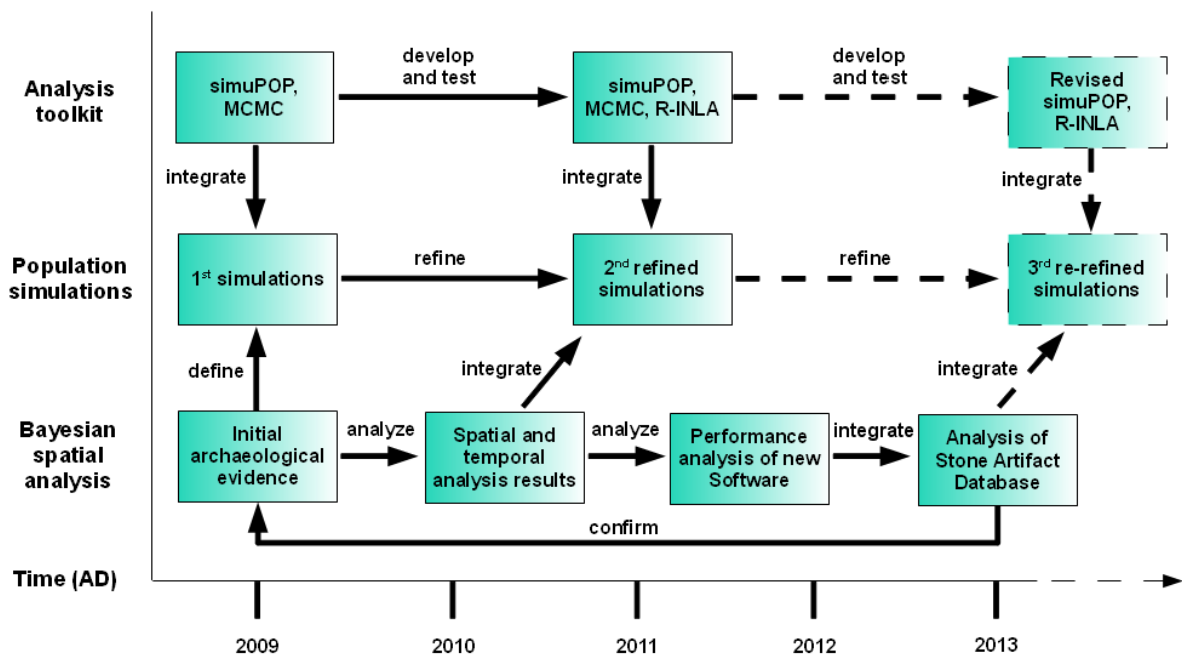 Analysis
toolkit
simuPOP,
MCMC
develop
and test
simuPOP,
MCMC, R-INLA
develop
and test
Revised
simuPOP,
R-INLA
integrate
integrate
integrate
Population
simulations
1st simulations
refine
2nd refined
simulations
refine
3rd re-refined
simulations
define
integrate
integrate
Bayesian
spatial
analysis
Initial
archaeological
evidence
analyze
Spatial and
temporal
analysis results
analyze
Performance
analysis of new
Software
integrate
Analysis of
Stone Artifact
Database
confirm
Time (AD)
2009
2010
2011
2012
2013